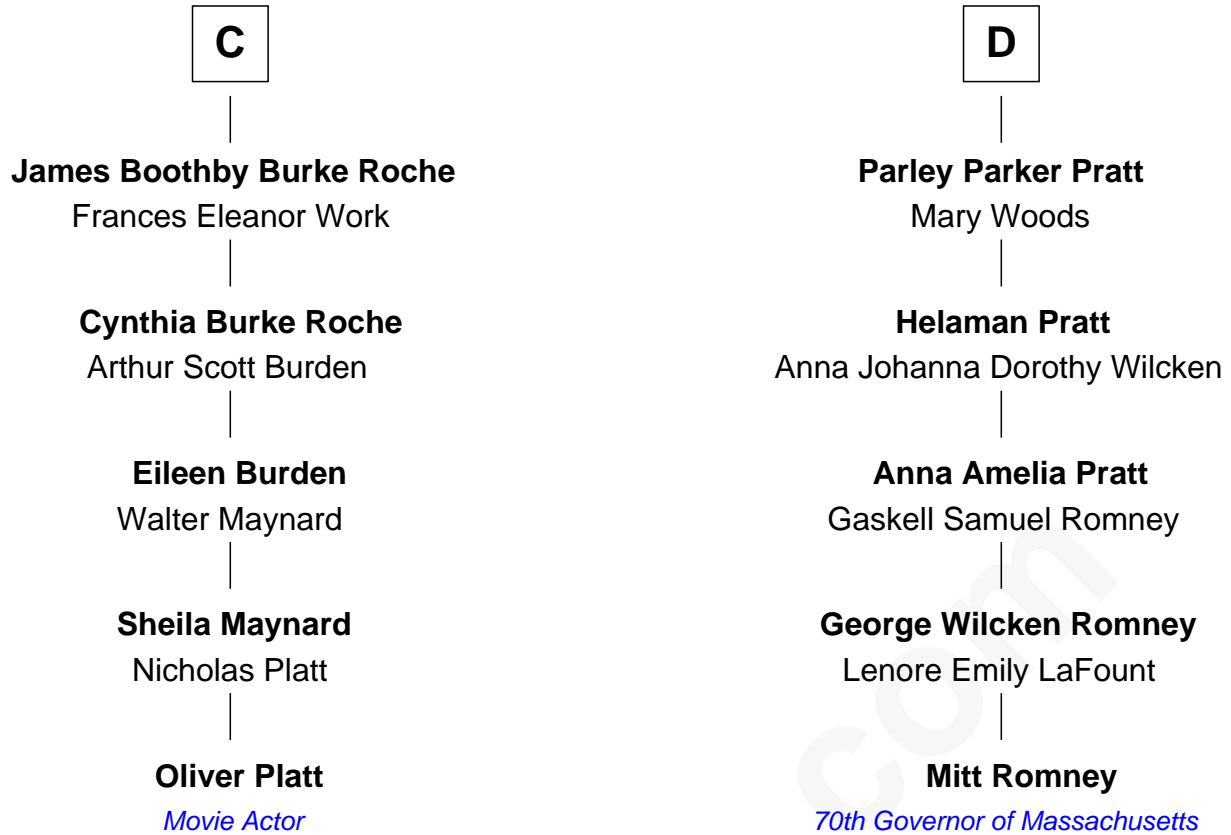 C
James Boothby Burke Roche
Frances Eleanor Work
Cynthia Burke Roche
Arthur Scott Burden
Eileen Burden
Walter Maynard
Sheila Maynard
Nicholas Platt
Oliver Platt
Movie Actor
D
Parley Parker Pratt
Mary Woods
Helaman Pratt
Anna Johanna Dorothy Wilcken
Anna Amelia Pratt
Gaskell Samuel Romney
George Wilcken Romney
Lenore Emily LaFount
Mitt Romney
70th Governor of Massachusetts
com